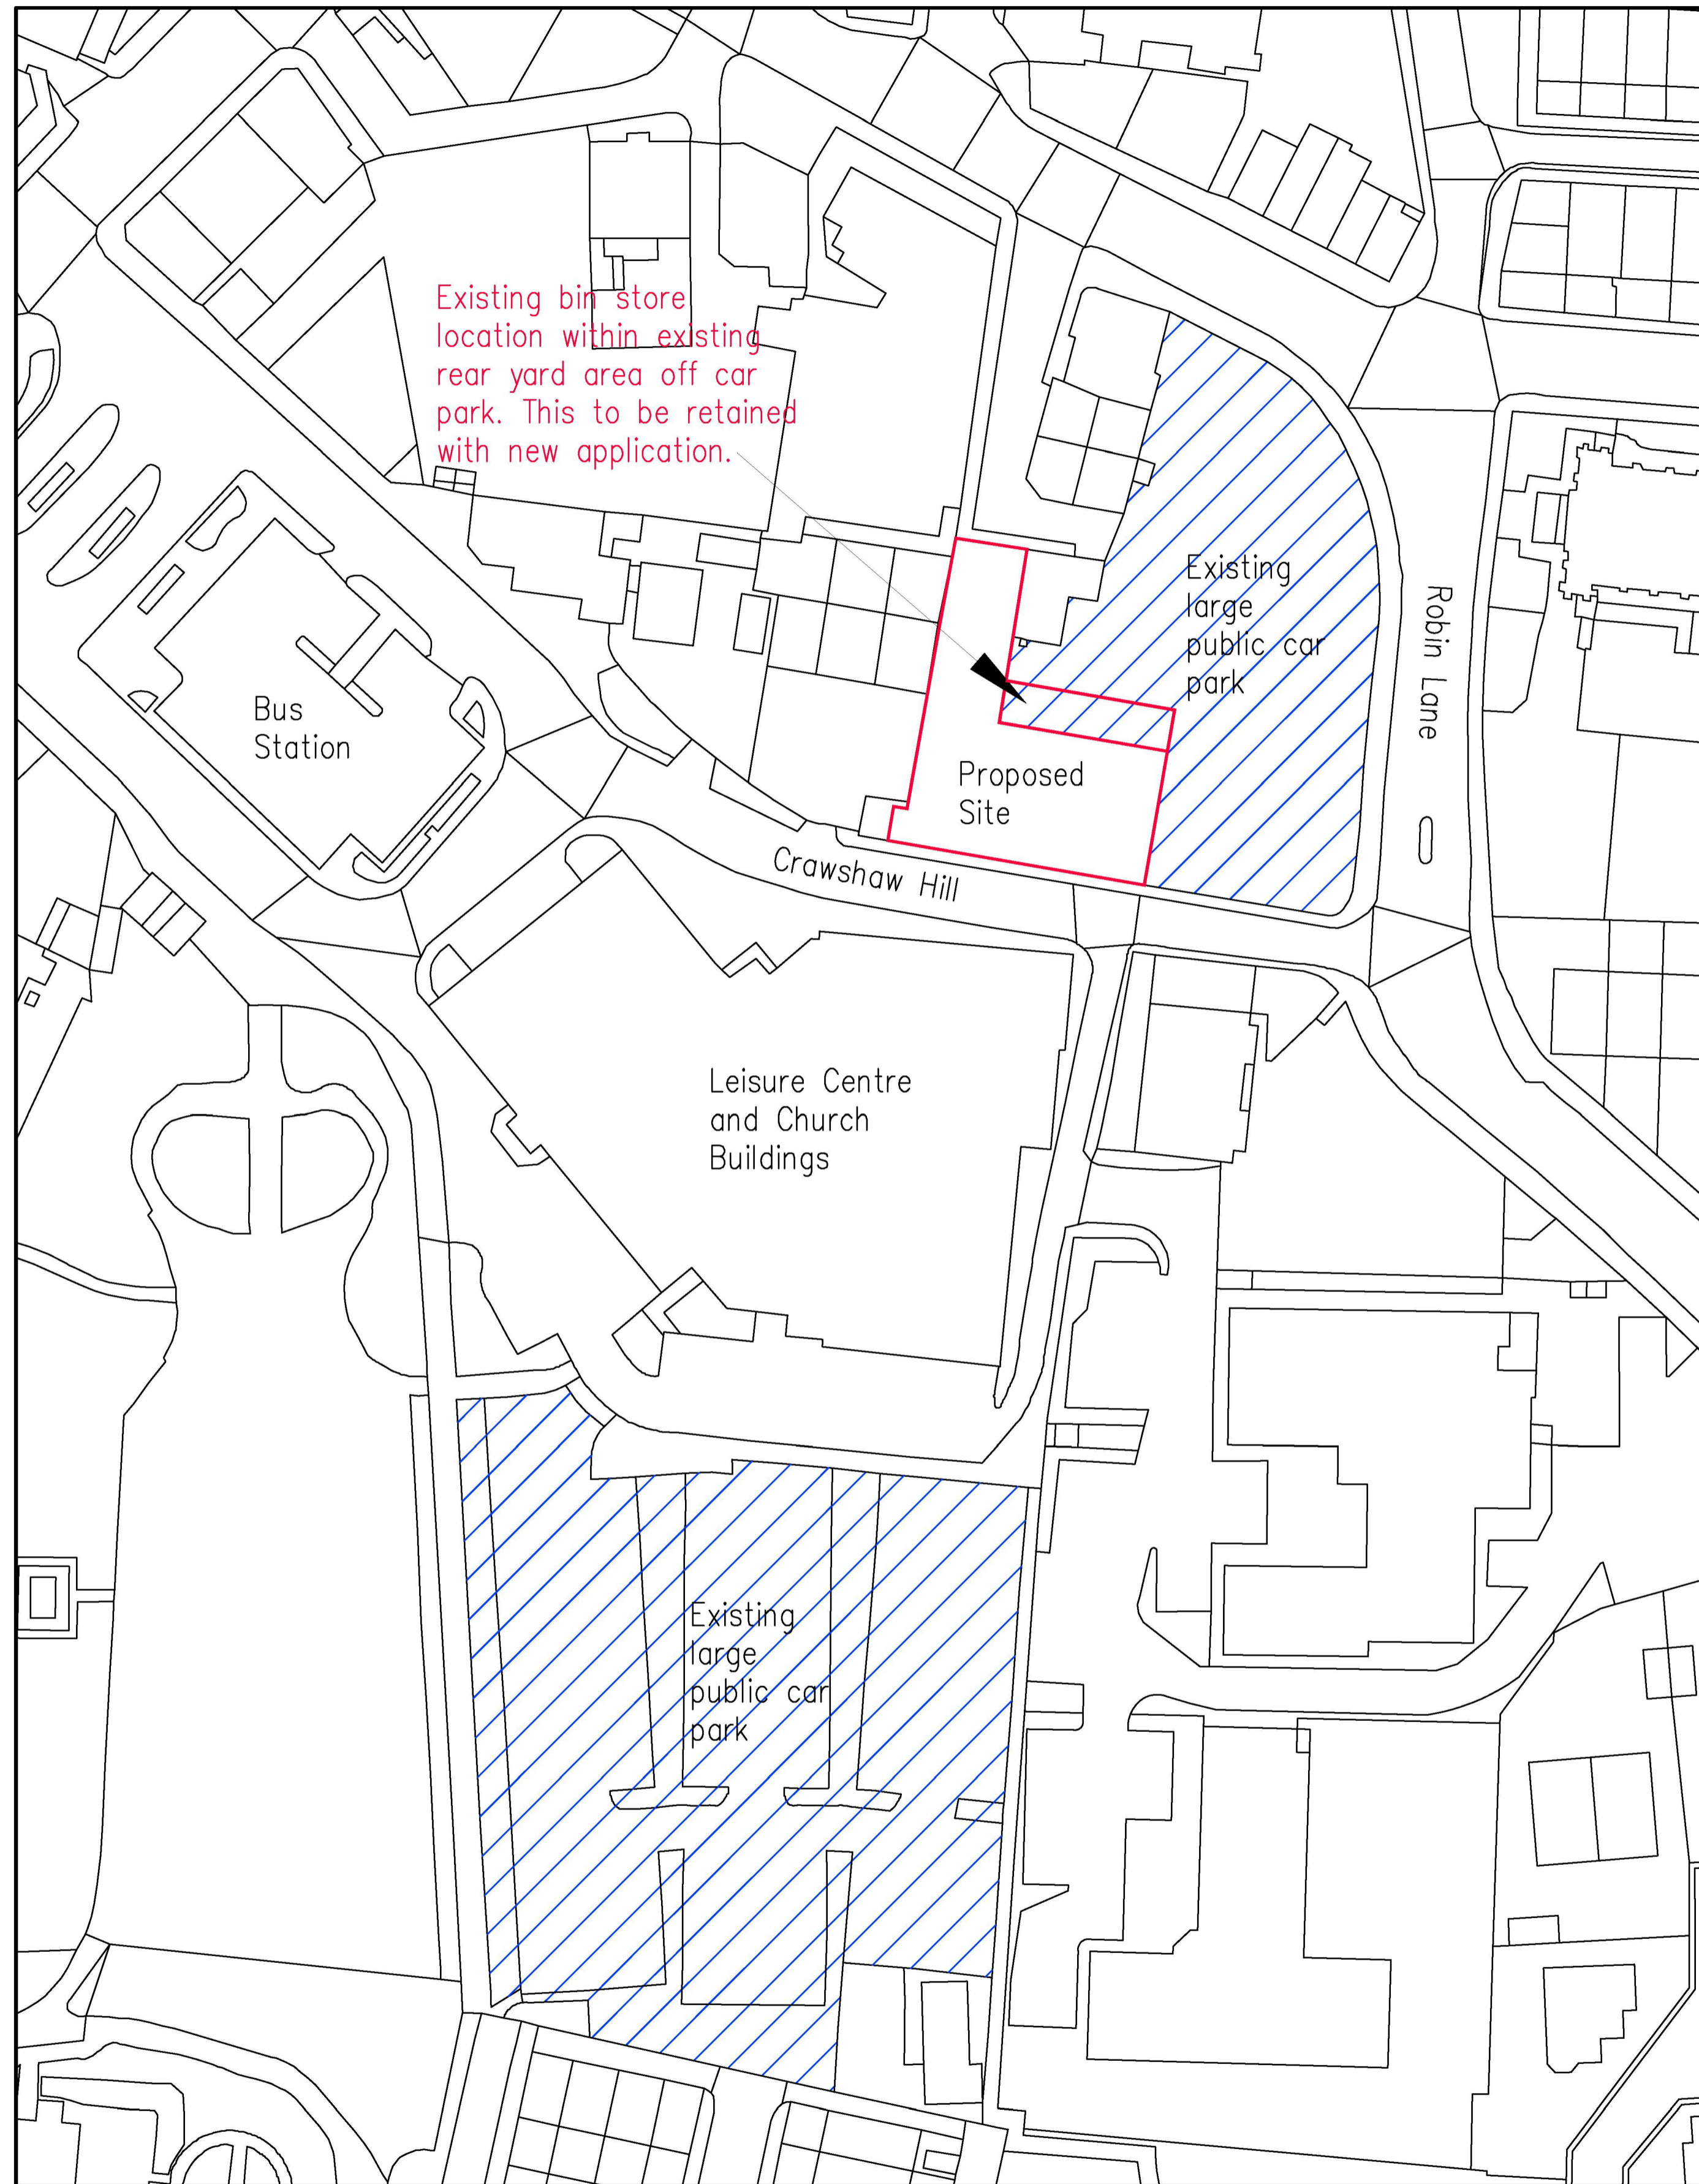 Existing bin store
location within existing
rear yard area off car
park. This to be retained
with new application.
Existing
large
public car
park
Robin Lane
Bus
Station
Proposed
Site
Crawshaw Hill
Leisure Centre
and Church
Buildings
Existing
large
public car
park